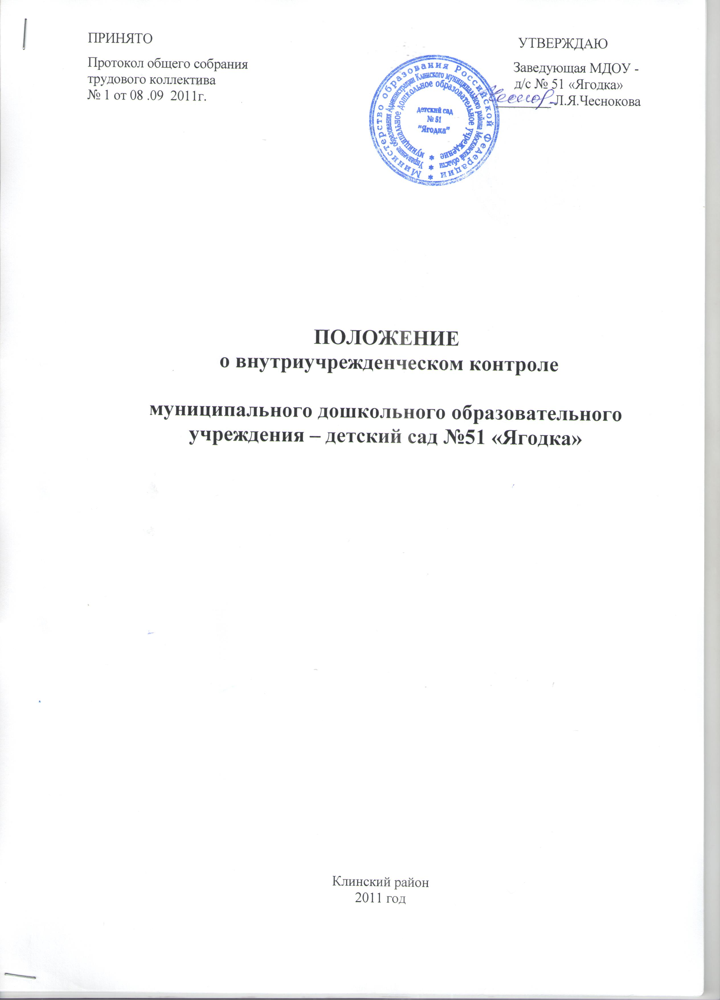 ПРИНЯТО
Протокол общего собрания
трудового коллектива
№ 1 от 08 .09 2011г.
УТВЕРЖДАЮ
Заведующая МДОУ -
д/с № 51 «Ягодка»
Л.Я.Чеснокова
Министерство образования Российской Федерации
Управление образования Администрации Клинского муниципального района Московской области
муниципальное дошкольное образовательное учреждение
детский сад
№ 51
"Ягодка"
ПОЛОЖЕНИЕ
о внутриучрежденческом контроле
муниципального дошкольного образовательного
учреждения – детский сад №51 «Ягодка»
Клинский район
2011 год